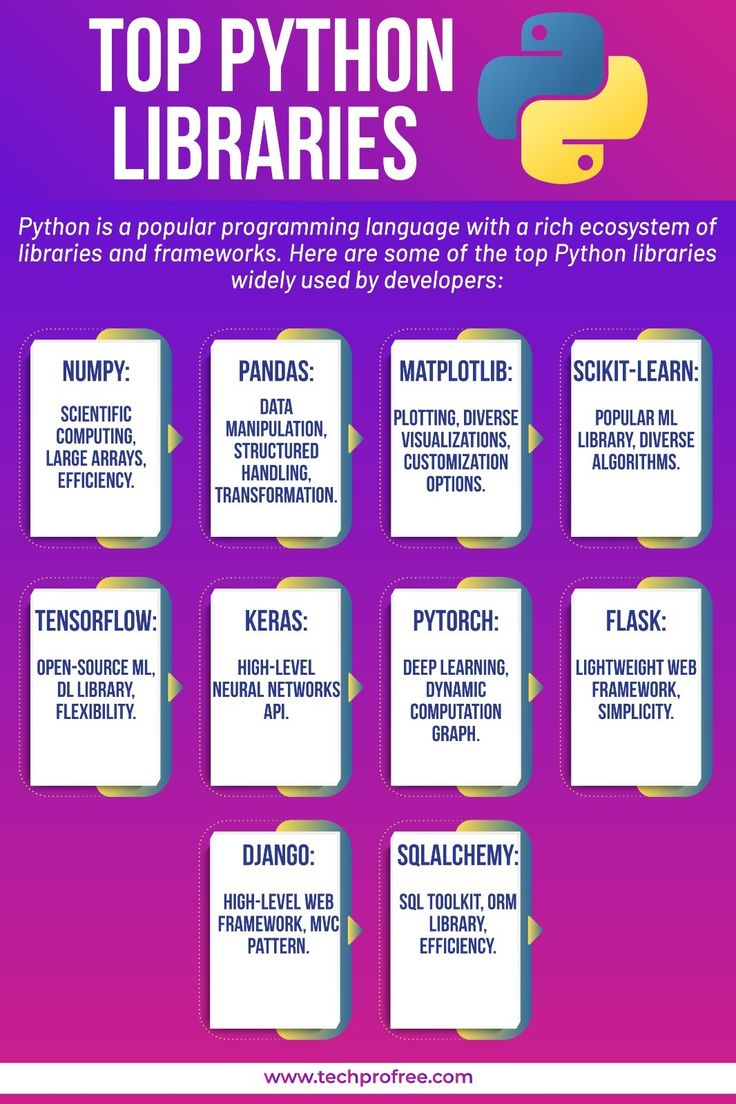 TOP PYTHON
LIBRARIES
Python is a popular programming language with a rich ecosystem of
libraries and frameworks. Here are some of the top Python libraries
widely used by developers:
NUMPY:
SCIENTIFIC
COMPUTING,
LARGE ARRAYS,
EFFICIENCY.
PANDAS:
DATA
MANIPULATION,
STRUCTURED
HANDLING,
TRANSFORMATION.
MATPLOTLIB:
PLOTTING, DIVERSE
VISUALIZATIONS,
CUSTOMIZATION
OPTIONS.
SCIKIT-LEARN:
POPULAR ML
LIBRARY, DIVERSE
ALGORITHMS.
TENSORFLOW:
OPEN-SOURCE ML,
DL LIBRARY,
FLEXIBILITY.
KERAS:
HIGH-LEVEL
NEURAL NETWORKS
API.
PYTORCH:
DEEP LEARNING,
DYNAMIC
COMPUTATION
GRAPH.
FLASK:
LIGHTWEIGHT WEB
FRAMEWORK,
SIMPLICITY.
DJANGO:
HIGH-LEVEL WEB
FRAMEWORK, MVC
PATTERN.
SQLALCHEMY:
SQL TOOLKIT, ORM
LIBRARY,
EFFICIENCY.
www.techprofree.com